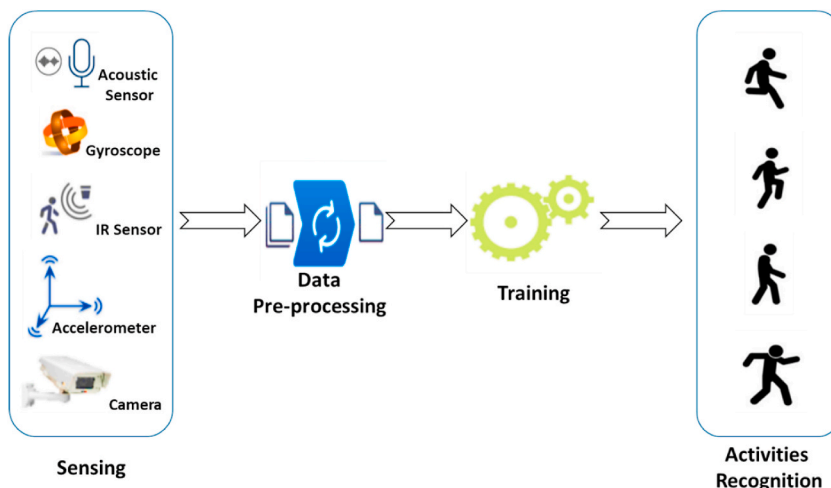 Acoustic
Sensor
Gyroscope
IR Sensor
Accelerometer
Camera
Sensing
Data
Pre-processing
Training
Activities
Recognition